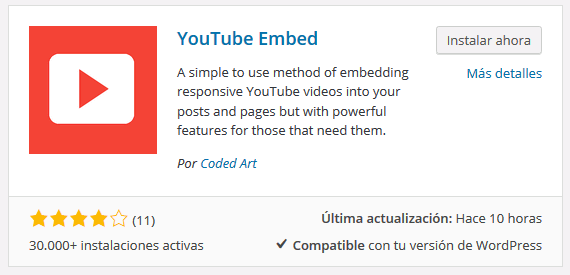 YouTube Embed
Instalar ahora
Más detalles
A simple to use method of embedding
responsive YouTube videos into your
posts and pages but with powerful
features for those that need them.
Por Coded Art
(11)
30.000+ instalaciones activas
Última actualización: Hace 10 horas
Compatible con tu versión de WordPress